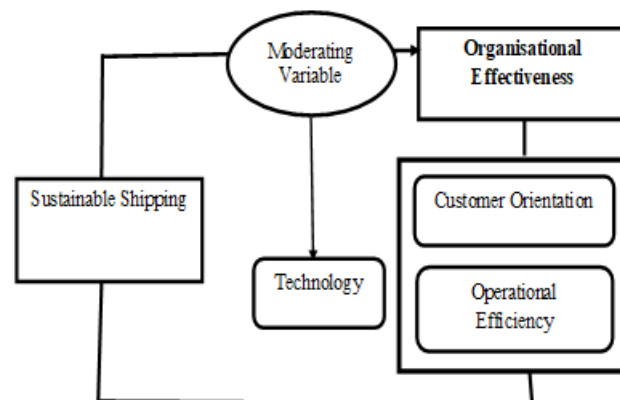 Moderating
Variable
Organisational
Effectiveness
Sustainable Shipping
Customer Orientation
Technology
Operational
Efficiency